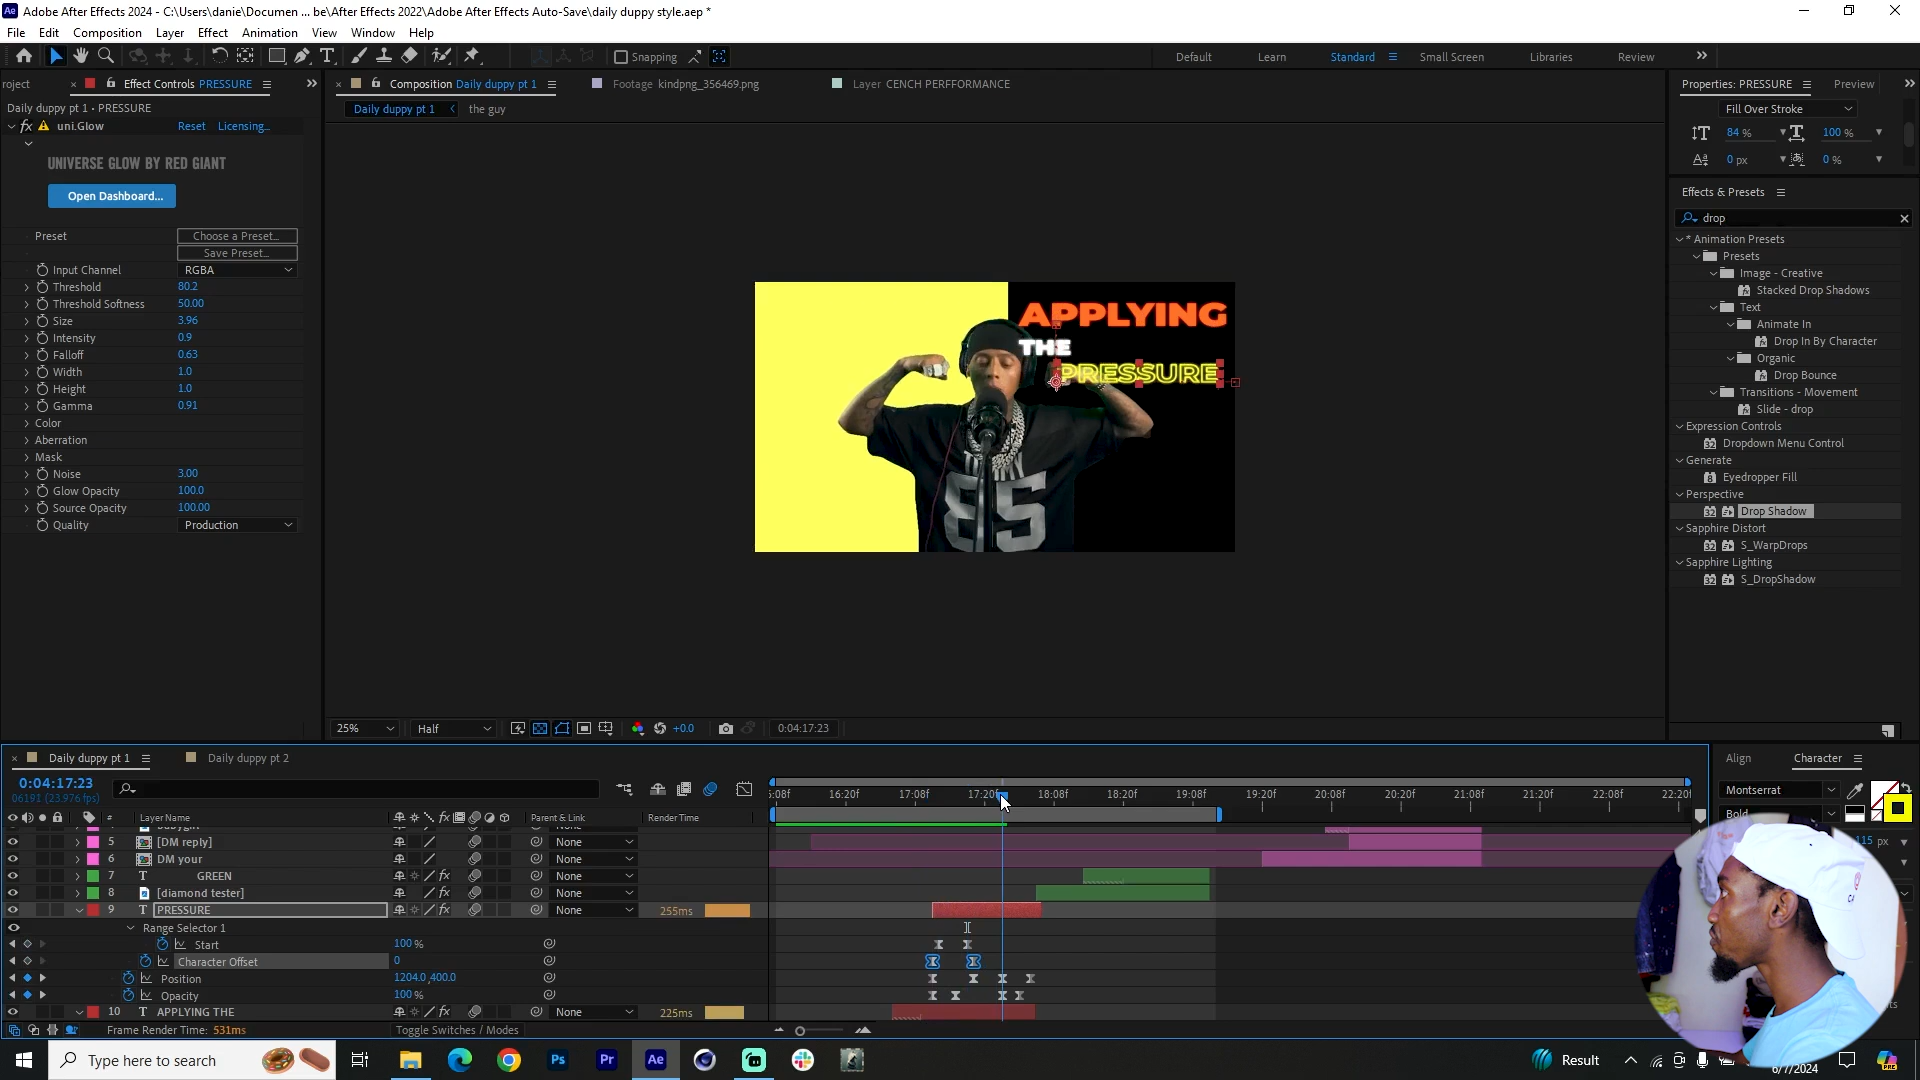 Adobe After Effects 2024 - C:\Users\danie\Documen ... be\After Effects 2022\Adobe After Effects Auto-Save\daily duppy style.aep *
File Edit Composition Layer Effect Animation View Window Help
Snapping
Default Learn Standard Small Screen Libraries Review
roject Effect Controls PRESSURE
Composition Daily duppy pt 1 Footage kindpng_356469.png Layer CENCH PERFFORMANCE
Properties: PRESSURE Preview
Daily duppy pt 1 • PRESSURE
Daily duppy pt 1 the guy
Fill Over Stroke
uni.Glow Reset Licensing...
84 % 100 %
UNIVERSE GLOW BY RED GIANT
0 px 0 %
Open Dashboard...
Effects & Presets
drop
Preset Choose a Preset...
Save Preset...
Input Channel RGBA
Threshold 80.2
Threshold Softness 50.00
Size 3.96
Intensity 0.9
Falloff 0.63
Width 1.0
Height 1.0
Gamma 0.91
Color
Aberration
Mask
Noise 3.00
Glow Opacity 100.0
Source Opacity 100.00
Quality Production
APPLYING
THE
PRESSURE
85
* Animation Presets
Presets
Image - Creative
Stacked Drop Shadows
Text
Animate In
Drop In By Character
Organic
Drop Bounce
Transitions - Movement
Slide - drop
Expression Controls
Dropdown Menu Control
Generate
Eyedropper Fill
Perspective
Drop Shadow
Sapphire Distort
S_WarpDrops
Sapphire Lighting
S_DropShadow
25% Half +0.0 0:04:17:23
Daily duppy pt 1 Daily duppy pt 2
Align Character
0:04:17:23
06191 (23.976 fps)
5:08f 16:20f 17:08f 17:20f 18:08f 18:20f 19:08f 19:20f 20:08f 20:20f 21:08f 21:20f 22:08f 22:20f
Montserrat
Bold
115 px
# Layer Name Parent & Link Render Time
None
5 [DM reply] None
6 DM your None
7 GREEN None
8 [diamond tester] None
9 PRESSURE None 255ms
Range Selector 1
Start 100 %
Character Offset 0
Position 1204.0,400.0
Opacity 100 %
10 APPLYING THE None 225ms
Frame Render Time: 531ms Toggle Switches / Modes
Type here to search
Result
6/7/2024